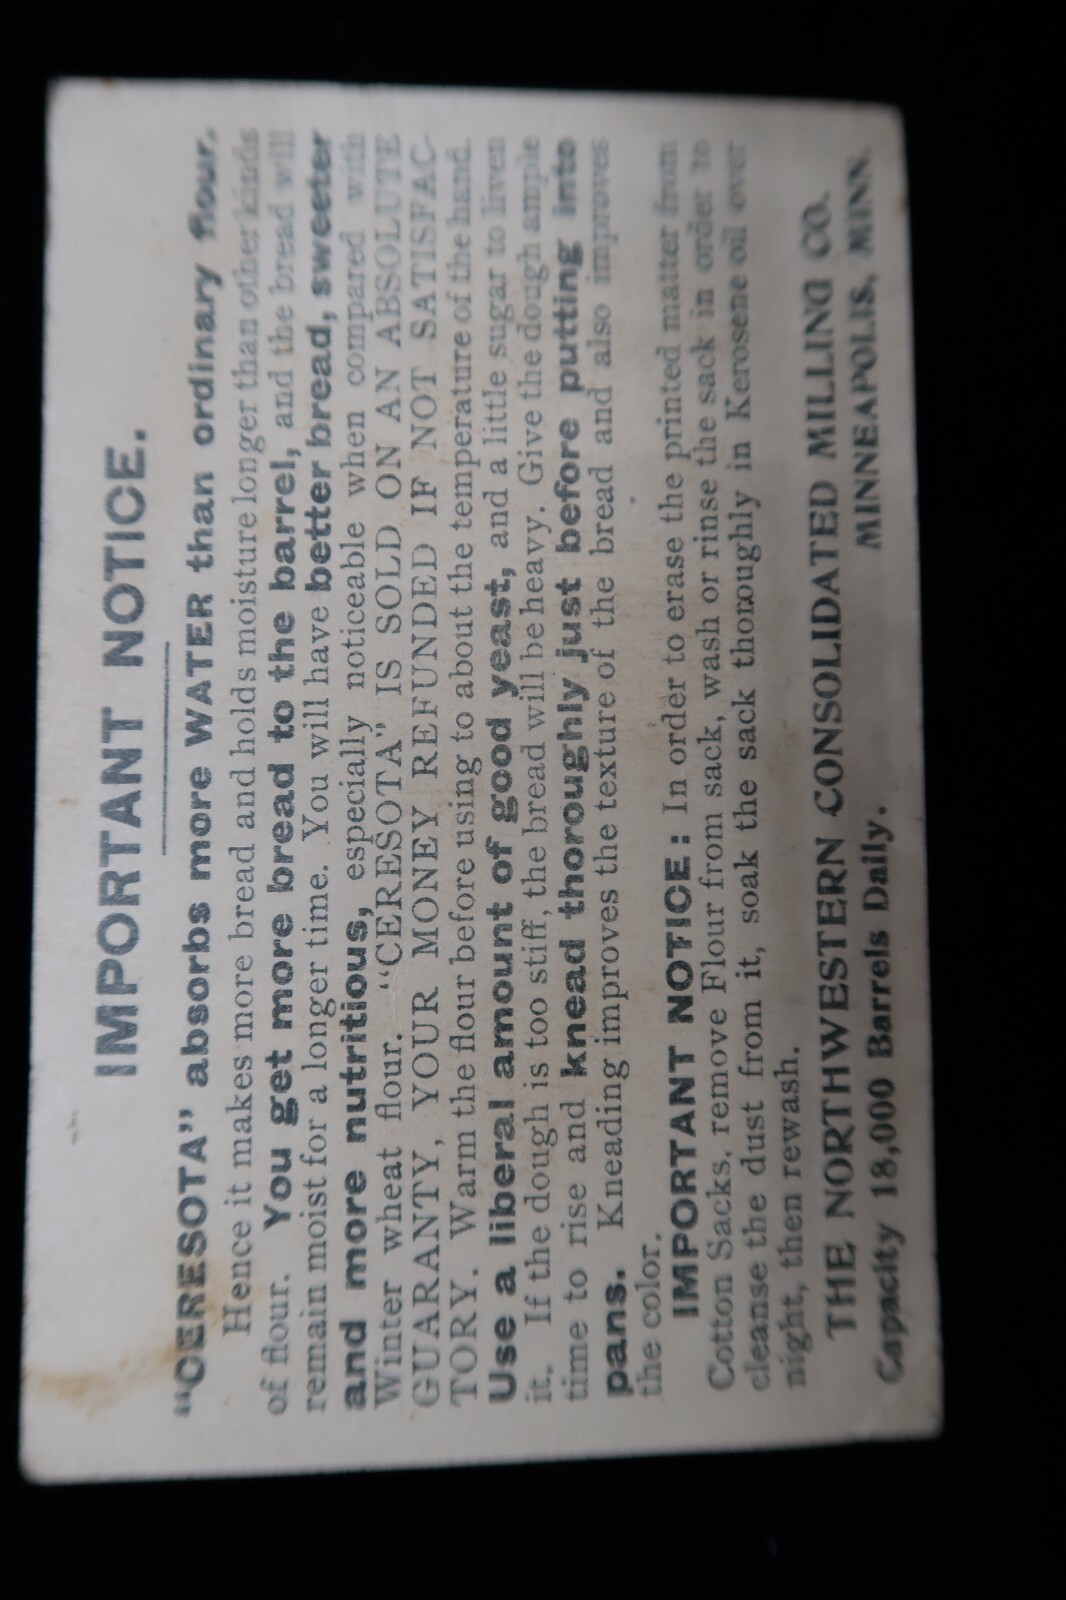 IMPORTANT NOTICE.
"CERESOTA" absorbs more WATER than ordinary flour.
Hence it makes more bread and holds moisture longer than other kinds
of flour. You get more bread to the barrel, and the bread will
remain moist for a longer time. You will have better bread, sweeter
and more nutritious, especially noticeable when compared with
Winter wheat flour. "CERESOTA" IS SOLD ON AN ABSOLUTE
GUARANTY, YOUR MONEY REFUNDED IF NOT SATISFAC-
TORY. Warm the flour before using to about the temperature of the hand.
Use a liberal amount of good yeast, and a little sugar to liven
it. If the dough is too stiff, the bread will be heavy. Give the dough ample
time to rise and knead thoroughly just before putting into
pans. Kneading improves the texture of the bread and also improves
the color.
IMPORTANT NOTICE: In order to erase the printed matter from
Cotton Sacks, remove Flour from sack, wash or rinse the sack in order to
cleanse the dust from it, soak the sack thoroughly in Kerosene oil over
night, then rewash.
THE NORTHWESTERN CONSOLIDATED MILLING CO.
Capacity 18,000 Barrels Daily. MINNEAPOLIS, MINN.